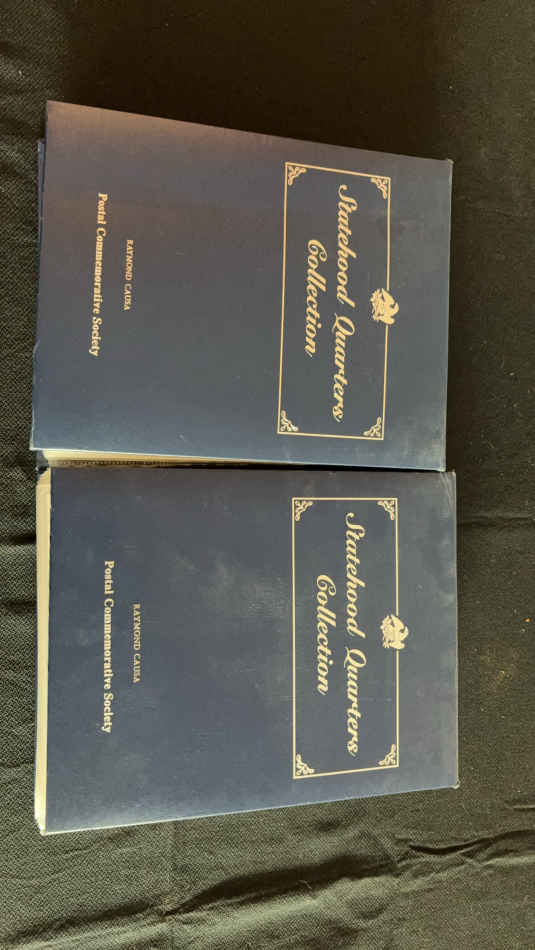 Statehood Quarters
Collection
RAYMOND CAUSA
Postal Commemorative Society
Statehood Quarters
Collection
RAYMOND CAUSA
Postal Commemorative Society